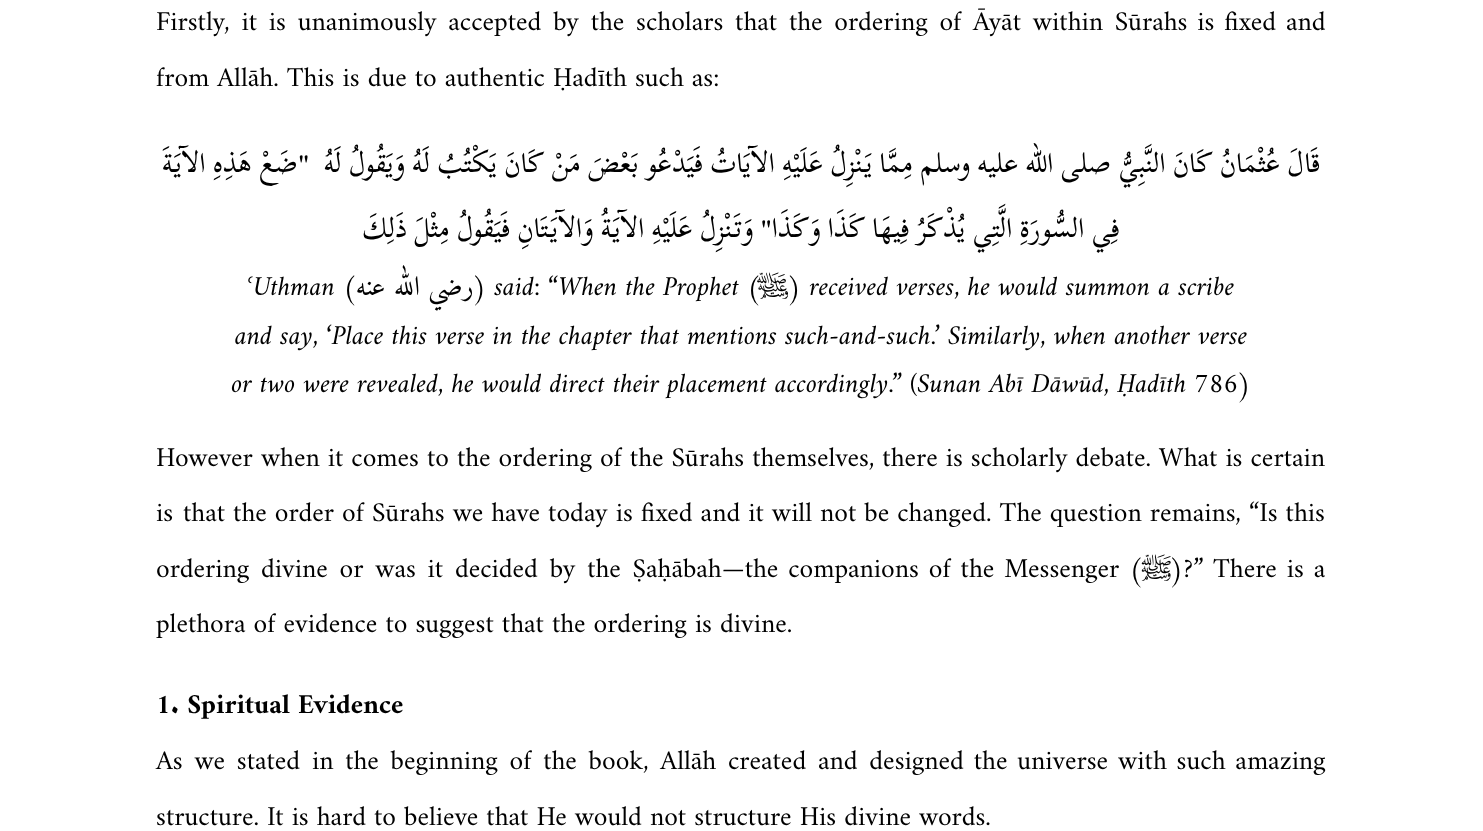 Firstly, it is unanimously accepted by the scholars that the ordering of Āyāt within Sūrahs is fixed and
from Allāh. This is due to authentic Ḥadīth such as:
قَالَ عُثْمَانُ كَانَ النَّبِيُّ صلى الله عليه وسلم مِمَّا يَنْزِلُ عَلَيْهِ الآيَاتُ فَيَدْعُو بَعْضَ مَنْ كَانَ يَكْتُبُ لَهُ وَيَقُولُ لَهُ "ضَعْ هَذِهِ الآيَةَ
فِي السُّورَةِ الَّتِي يُذْكَرُ فِيهَا كَذَا وَكَذَا" وَتَنْزِلُ عَلَيْهِ الآيَةُ وَالآيَتَانِ فَيَقُولُ مِثْلَ ذَلِكَ
ʿUthman (رضي الله عنه) said: “When the Prophet (ﷺ) received verses, he would summon a scribe
and say, ‘Place this verse in the chapter that mentions such-and-such.’ Similarly, when another verse
or two were revealed, he would direct their placement accordingly.” (Sunan Abī Dāwūd, Ḥadīth 786)
However when it comes to the ordering of the Sūrahs themselves, there is scholarly debate. What is certain
is that the order of Sūrahs we have today is fixed and it will not be changed. The question remains, “Is this
ordering divine or was it decided by the Ṣaḥābah—the companions of the Messenger (ﷺ)?” There is a
plethora of evidence to suggest that the ordering is divine.
1. Spiritual Evidence
As we stated in the beginning of the book, Allāh created and designed the universe with such amazing
structure. It is hard to believe that He would not structure His divine words.